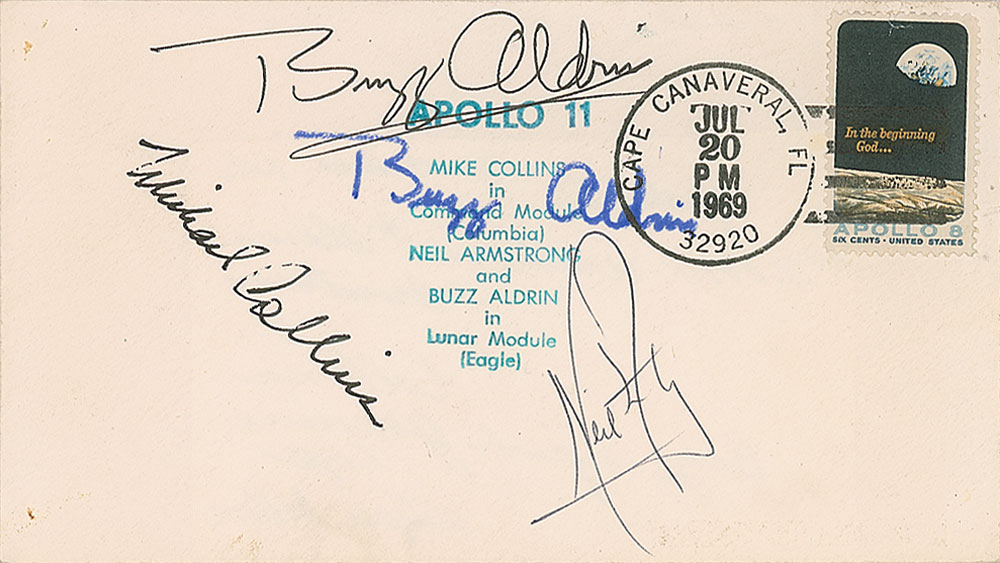 Buzz Aldrin
APOLLO 11
MIKE COLLINS
in
Command Module
(Columbia)
NEIL ARMSTRONG
and
BUZZ ALDRIN
in
Lunar Module
(Eagle)
Buzz Aldrin
Michael Collins
Neil
CAPE CANAVERAL, FL
JUL
20
PM
1969
32920
In the beginning
God...
APOLLO 8
SIX CENTS · UNITED STATES